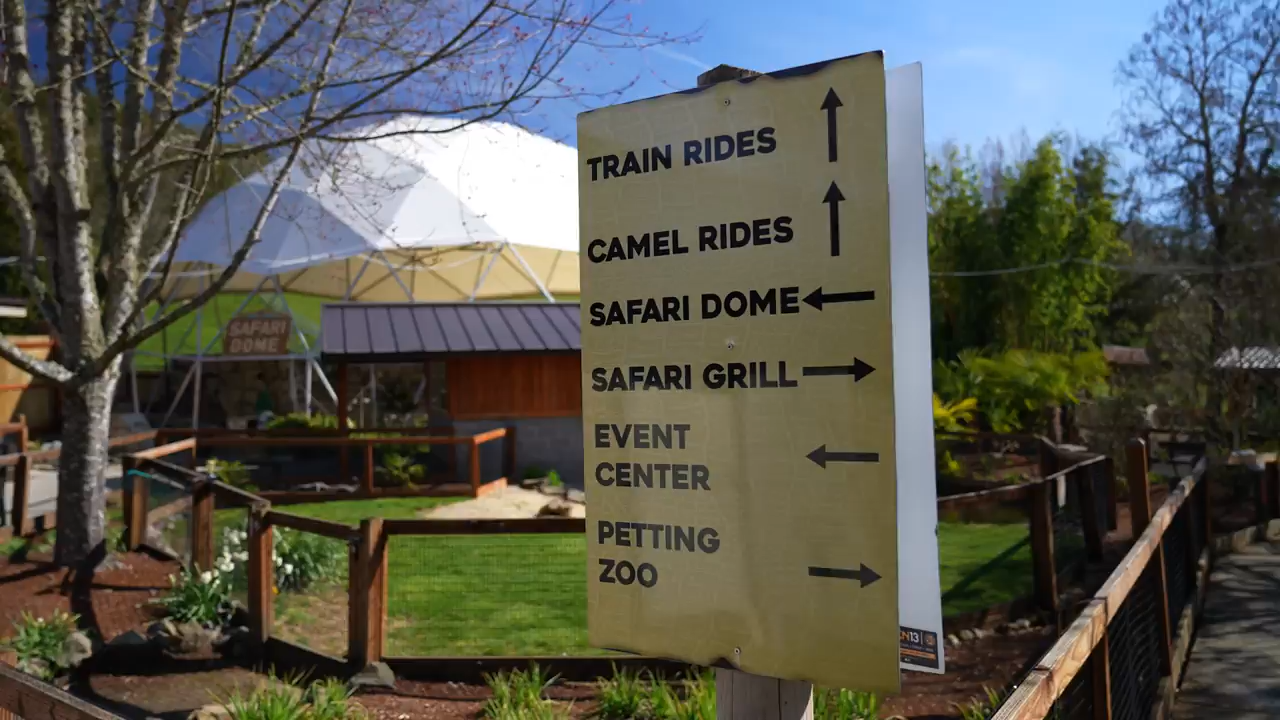 TRAIN RIDES
CAMEL RIDES
SAFARI DOME
SAFARI GRILL
EVENT
CENTER
PETTING
ZOO
SAFARI
DOME